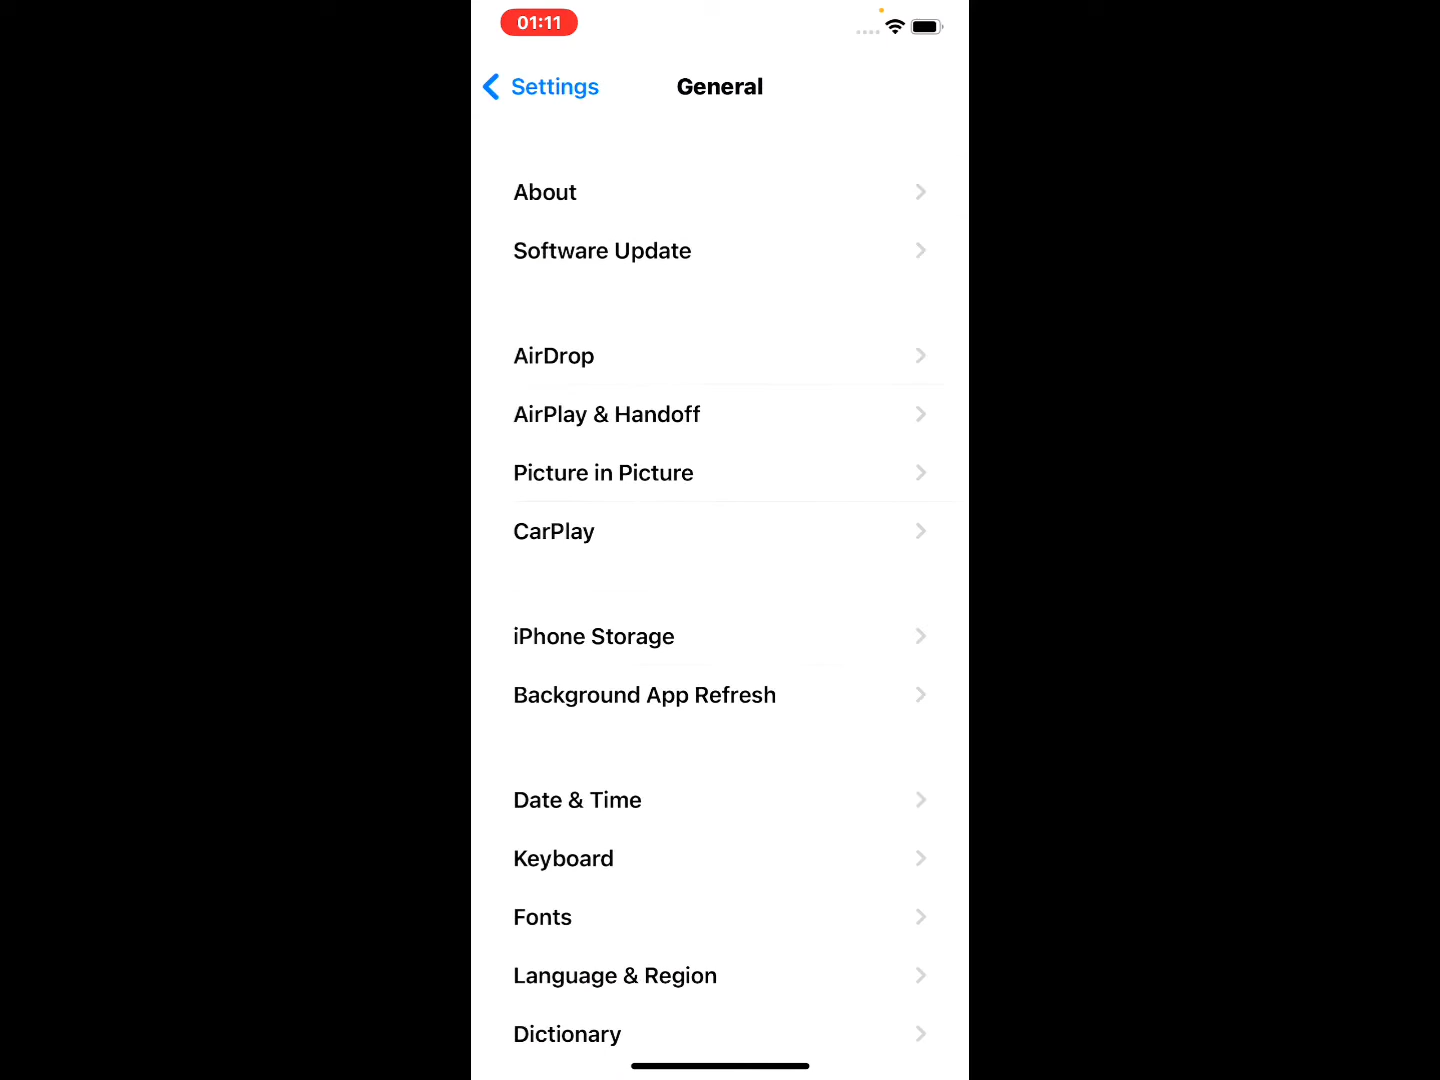 01:11
Settings
General
About
Software Update
AirDrop
AirPlay & Handoff
Picture in Picture
CarPlay
iPhone Storage
Background App Refresh
Date & Time
Keyboard
Fonts
Language & Region
Dictionary